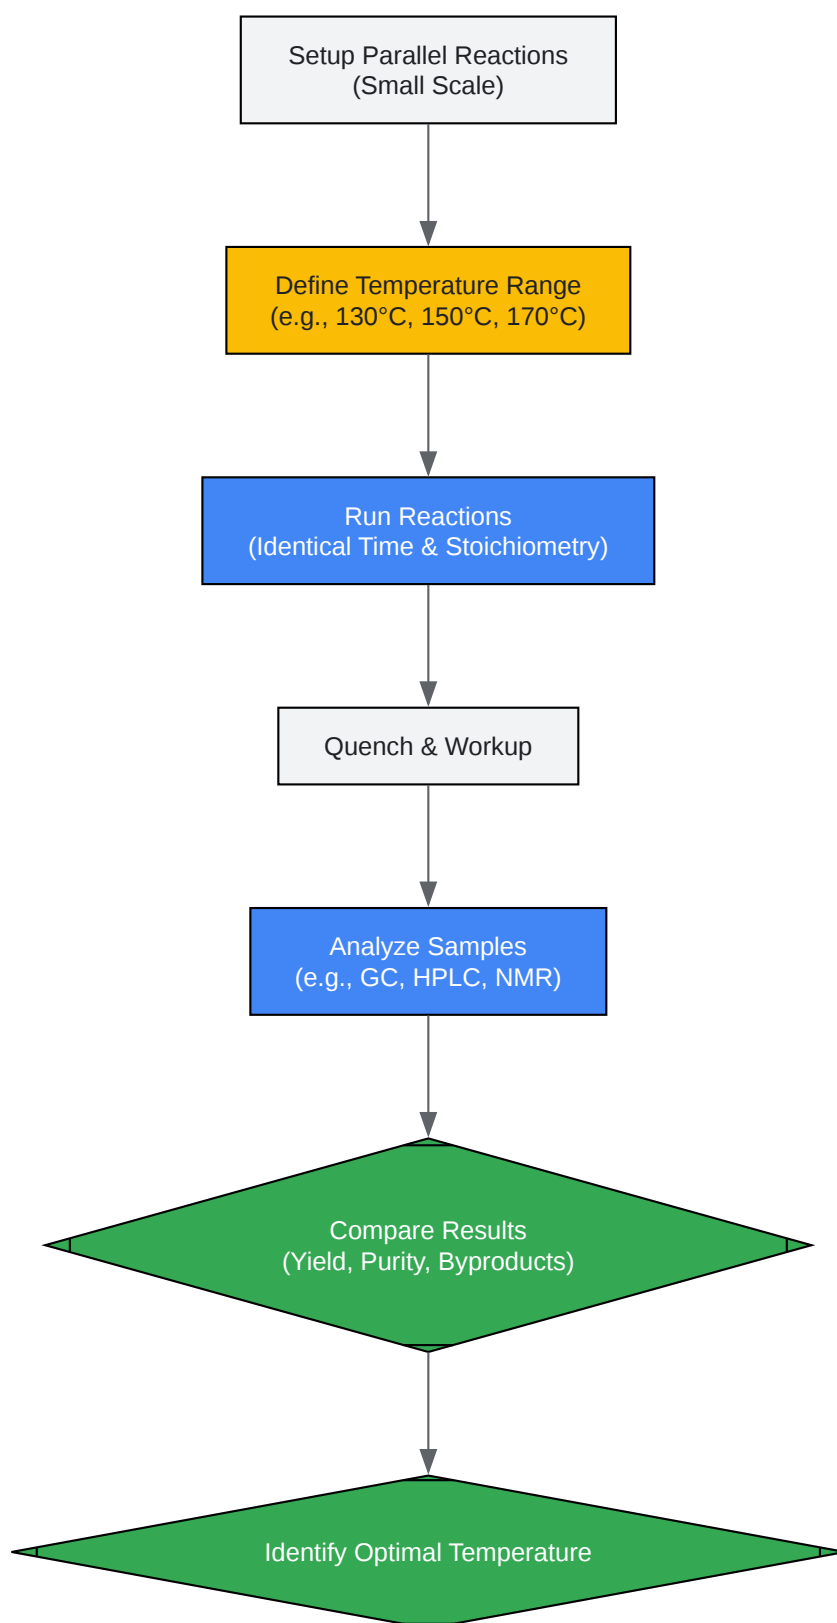 Setup Parallel Reactions
(Small Scale)
Define Temperature Range
(e.g., 130°C, 150°C, 170°C)
Run Reactions
(Identical Time & Stoichiometry)
Quench & Workup
Analyze Samples
(e.g., GC, HPLC, NMR)
Compare Results
(Yield, Purity, Byproducts)
Identify Optimal Temperature